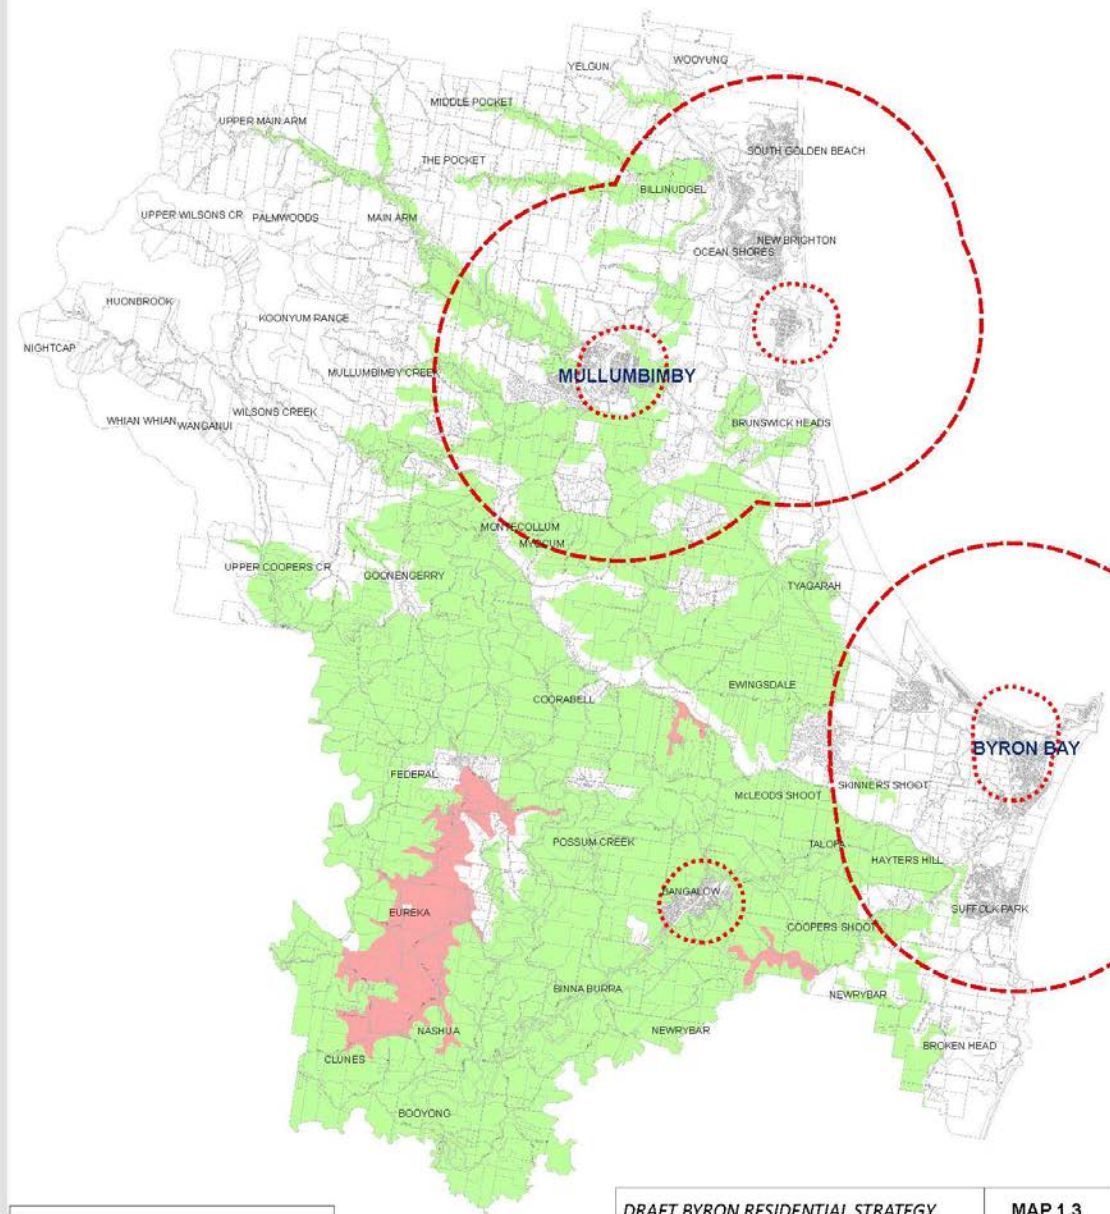 YELGUN
WOOYUNG
MIDDLE POCKET
UPPER MAIN ARM
SOUTH GOLDEN BEACH
THE POCKET
BILLINUDGEL
UPPER WILSONS CR
PALMWOODS
MAIN ARM
NEW BRIGHTON
OCEAN SHORES
HUONBROOK
KOONYUM RANGE
NIGHTCAP
MULLUMBIMBY CREEK
MULLUMBIMBY
WILSONS CREEK
WHIAN WHIAN
WANGANUI
BRUNSWICK HEADS
MONTECOLLUM
MYOCUM
UPPER COOPERS CR
GOONENGERRY
TYAGARAH
EWINGSDALE
COORABELL
BYRON BAY
FEDERAL
SKINNERS SHOOT
McLEODS SHOOT
POSSUM CREEK
TALOFA
HAYTERS HILL
BANGALOW
EUREKA
SUFFOLK PARK
COOPERS SHOOT
BINNA BURRA
NEWRYBAR
NASHUA
NEWRYBAR
BROKEN HEAD
CLUNES
BOOYONG
DRAFT BYRON RESIDENTIAL STRATEGY
MAP 1.3